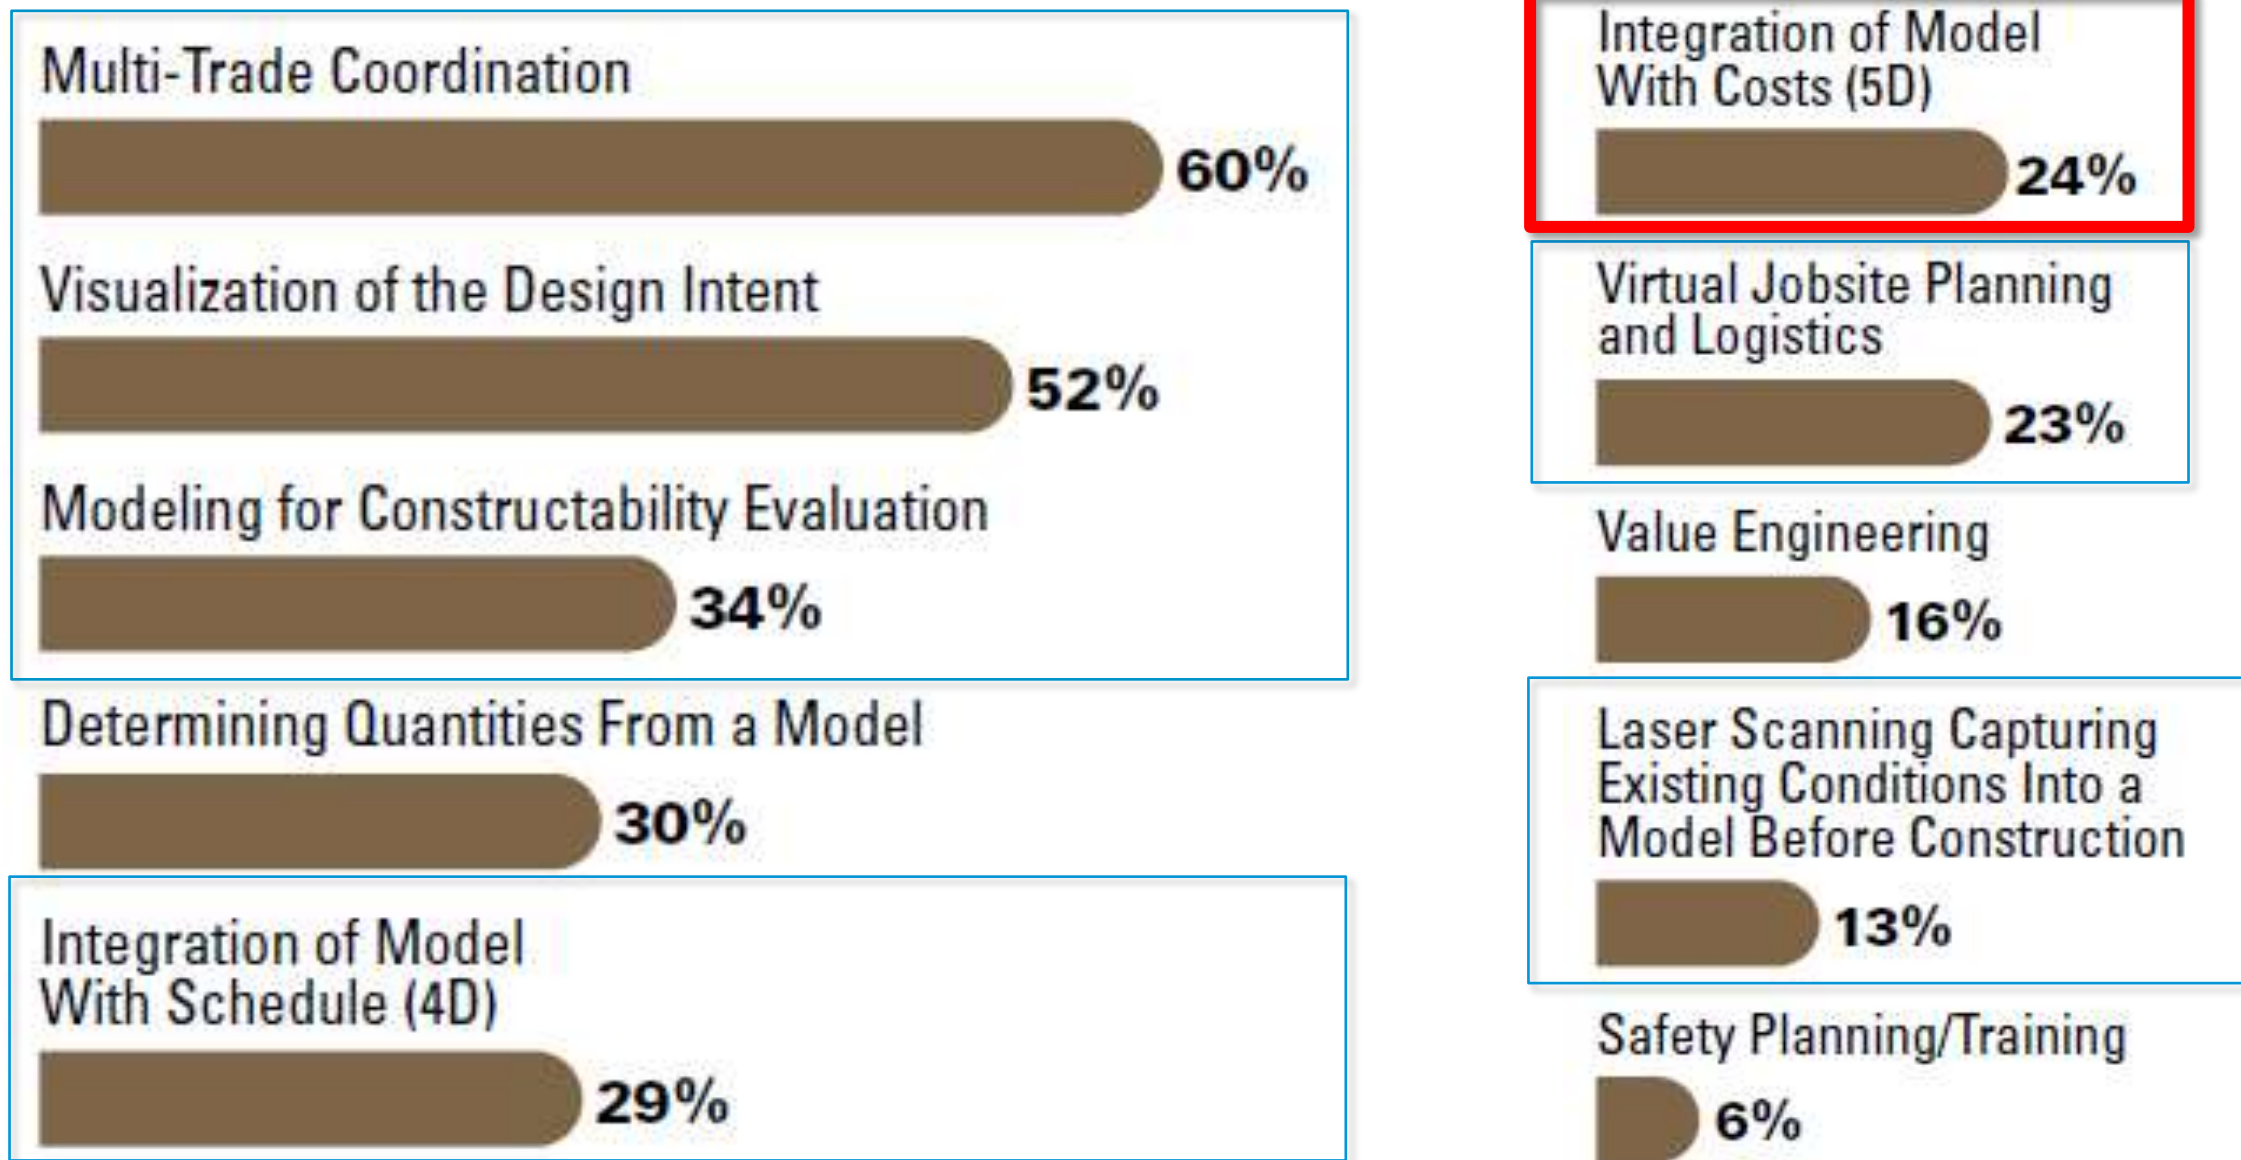 Multi-Trade Coordination
60%
Visualization of the Design Intent
52%
Modeling for Constructability Evaluation
34%
Determining Quantities From a Model
30%
Integration of Model
With Schedule (4D)
29%
Integration of Model
With Costs (5D)
24%
Virtual Jobsite Planning
and Logistics
23%
Value Engineering
16%
Laser Scanning Capturing
Existing Conditions Into a
Model Before Construction
13%
Safety Planning/Training
6%